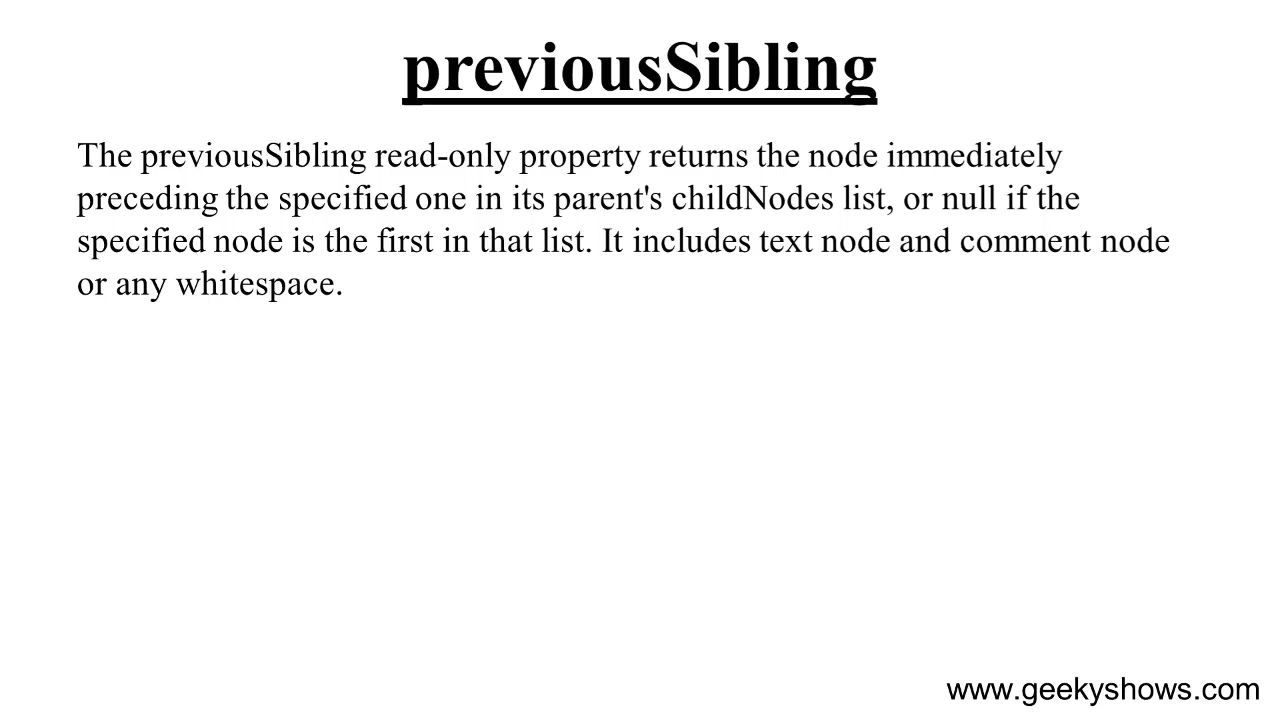 previousSibling
The previousSibling read-only property returns the node immediately
preceding the specified one in its parent's childNodes list, or null if the
specified node is the first in that list. It includes text node and comment node
or any whitespace.
www.geekyshows.com